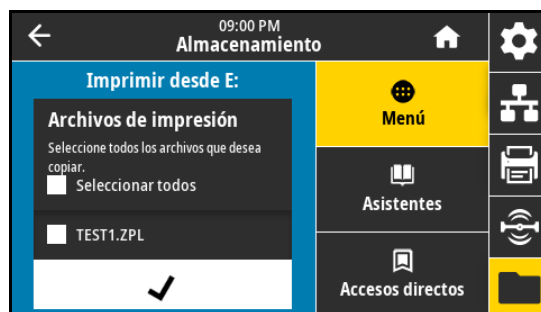 09:00 PM
Almacenamiento
Imprimir desde E:
Archivos de impresión
Seleccione todos los archivos que desea
copiar.
Seleccionar todos
TEST1.ZPL
Menú
Asistentes
Accesos directos